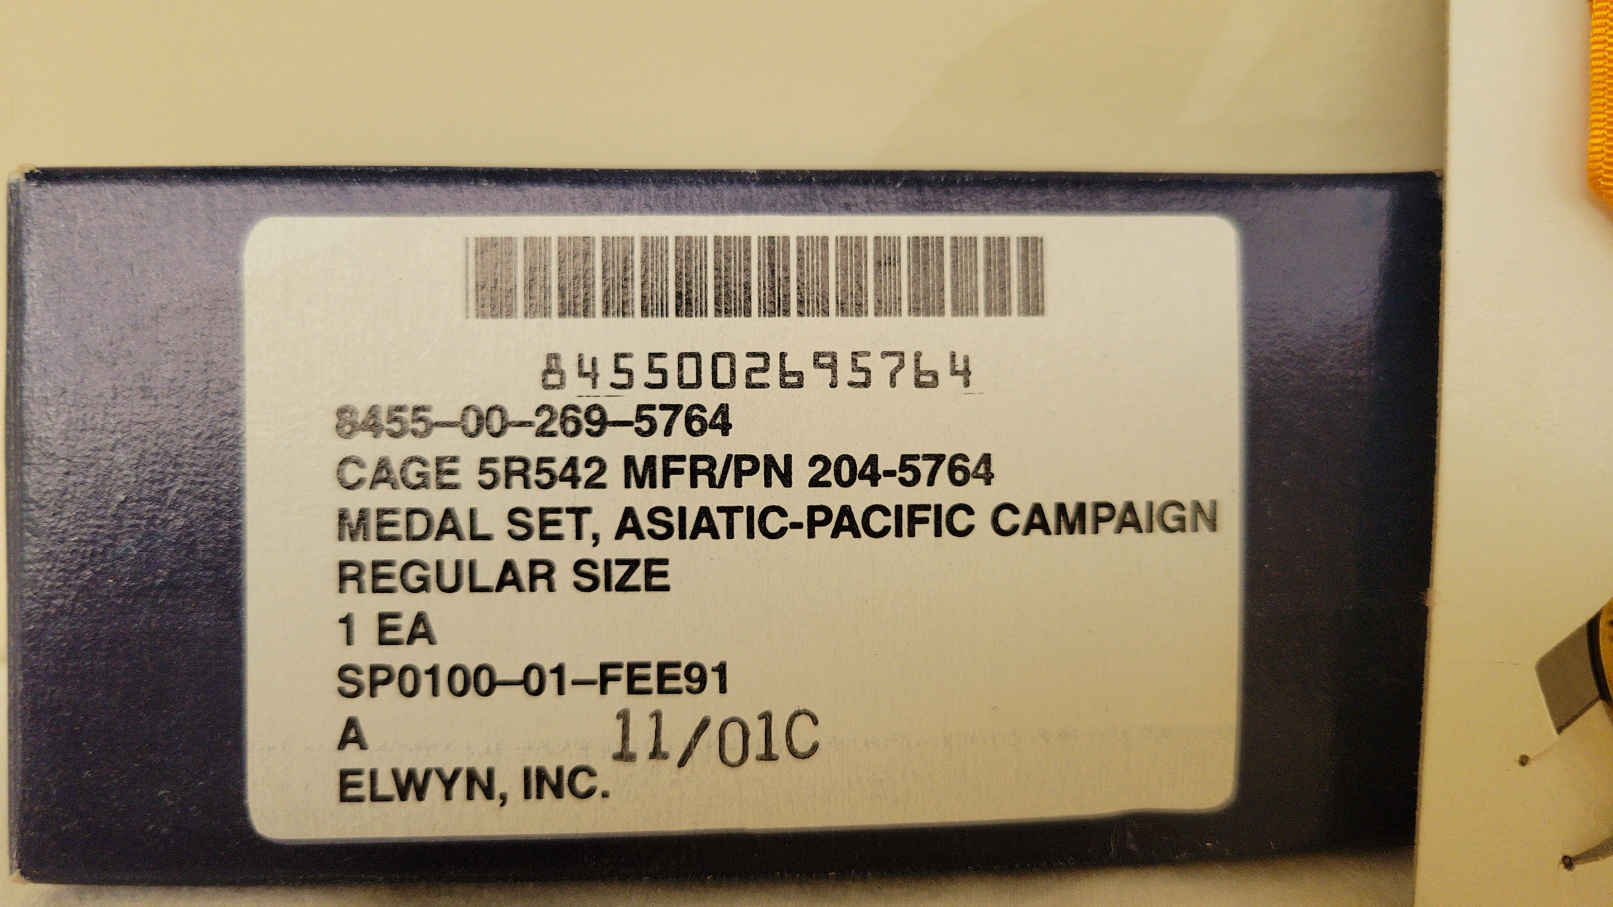 8455002695764
8455-00-269-5764
CAGE 5R542 MFR/PN 204-5764
MEDAL SET, ASIATIC-PACIFIC CAMPAIGN
REGULAR SIZE
1 EA
SP0100-01-FEE91
A 11/01C
ELWYN, INC.